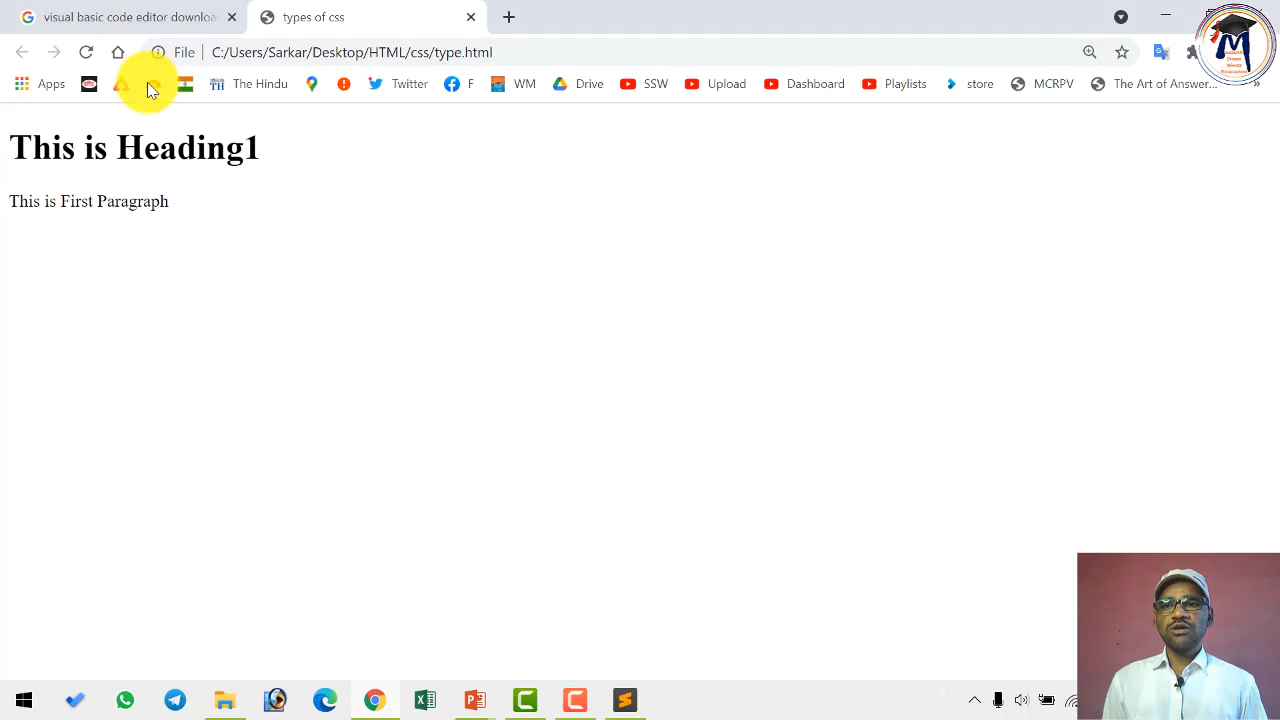 visual basic code editor downloa
types of css
File
C:/Users/Sarkar/Desktop/HTML/css/type.html
Apps
The Hindu
Twitter
F
WM
Drive
SSW
Upload
Dashboard
Playlists
store
MCRPV
The Art of Answer...
»
This is Heading1
This is First Paragraph